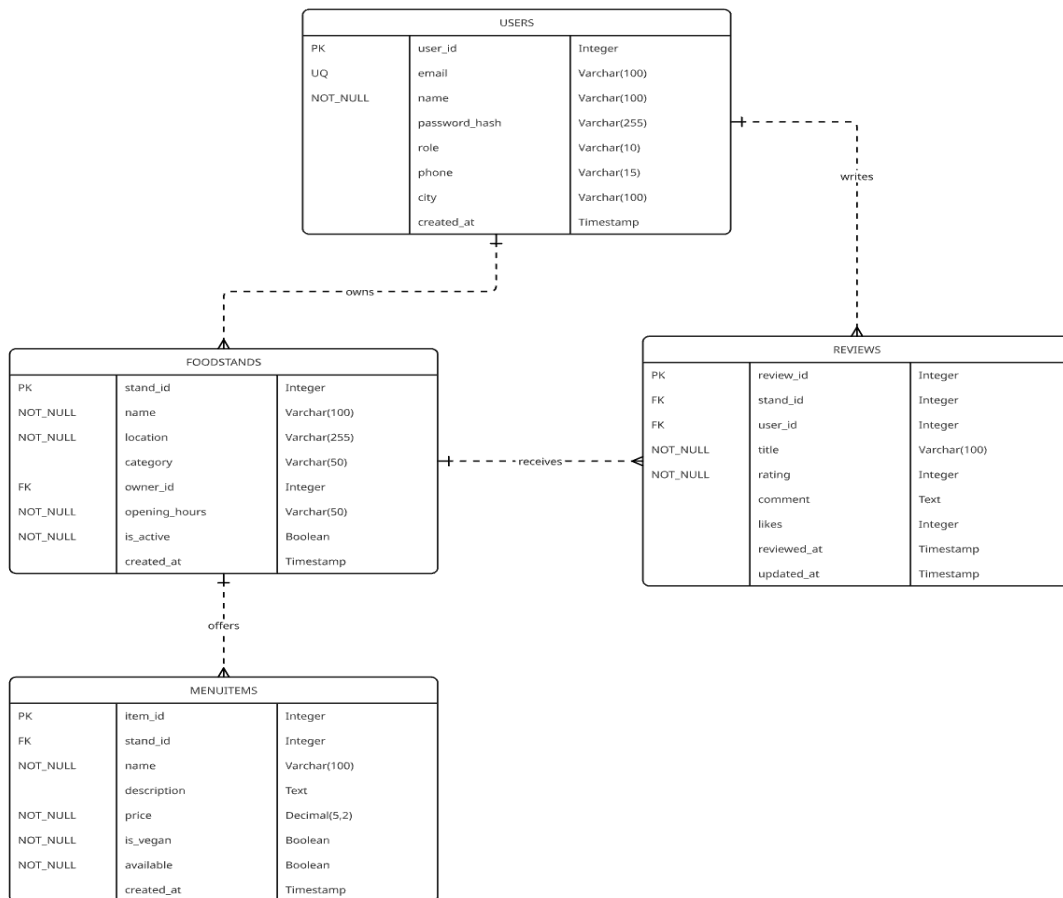 USERS
PK user_id Integer
UQ email Varchar(100)
NOT_NULL name Varchar(100)
password_hash Varchar(255)
role Varchar(10)
phone Varchar(15)
city Varchar(100)
created_at Timestamp
writes
owns
FOODSTANDS
PK stand_id Integer
NOT_NULL name Varchar(100)
NOT_NULL location Varchar(255)
category Varchar(50)
FK owner_id Integer
NOT_NULL opening_hours Varchar(50)
NOT_NULL is_active Boolean
created_at Timestamp
receives
REVIEWS
PK review_id Integer
FK stand_id Integer
FK user_id Integer
NOT_NULL title Varchar(100)
NOT_NULL rating Integer
comment Text
likes Integer
reviewed_at Timestamp
updated_at Timestamp
offers
MENUITEMS
PK item_id Integer
FK stand_id Integer
NOT_NULL name Varchar(100)
description Text
NOT_NULL price Decimal(5,2)
NOT_NULL is_vegan Boolean
NOT_NULL available Boolean
created_at Timestamp